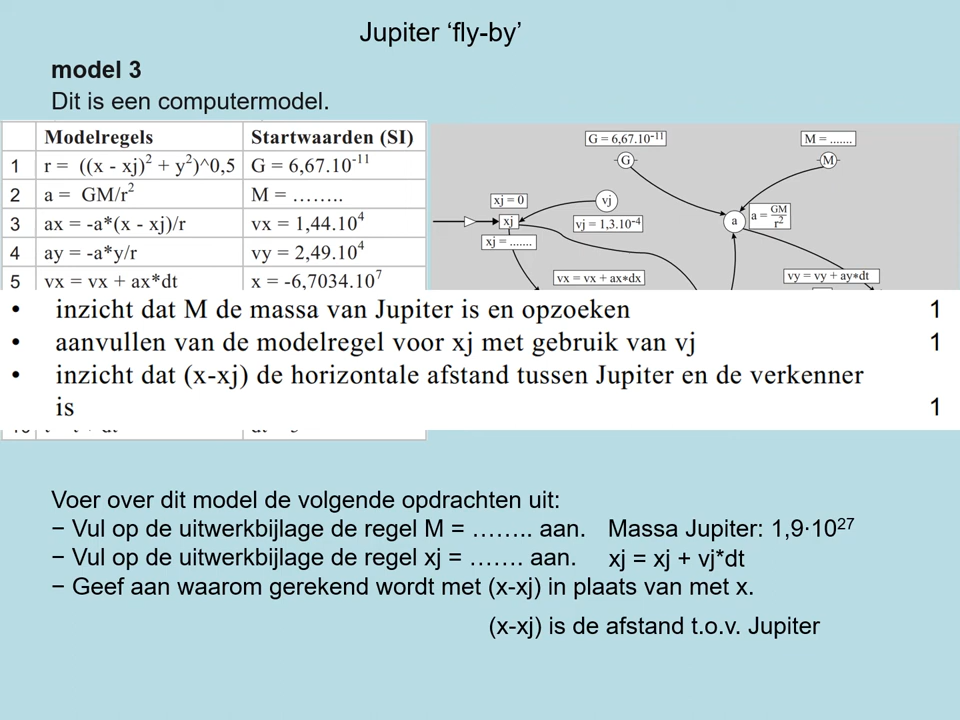 Jupiter ‘fly-by’
model 3
Dit is een computermodel.
Modelregels Startwaarden (SI)
1 r = ((x - xj)² + y²)^0,5 G = 6,67.10⁻¹¹
2 a = GM/r² M = ……..
3 ax = -a*(x - xj)/r vx = 1,44.10⁴
4 ay = -a*y/r vy = 2,49.10⁴
5 vx = vx + ax*dt x = -6,7034.10⁷
G = 6,67.10⁻¹¹
M = .......
G
M
xj = 0
vj
xj
vj = 1,3.10⁻⁴
a
a = GM/r²
xj = .......
vx = vx + ax*dx
vy = vy + ay*dt
• inzicht dat M de massa van Jupiter is en opzoeken 1
• aanvullen van de modelregel voor xj met gebruik van vj 1
• inzicht dat (x-xj) de horizontale afstand tussen Jupiter en de verkenner
is 1
Voer over dit model de volgende opdrachten uit:
− Vul op de uitwerkbijlage de regel M = …….. aan. Massa Jupiter: 1,9·10²⁷
− Vul op de uitwerkbijlage de regel xj = ……. aan. xj = xj + vj*dt
− Geef aan waarom gerekend wordt met (x-xj) in plaats van met x.
(x-xj) is de afstand t.o.v. Jupiter